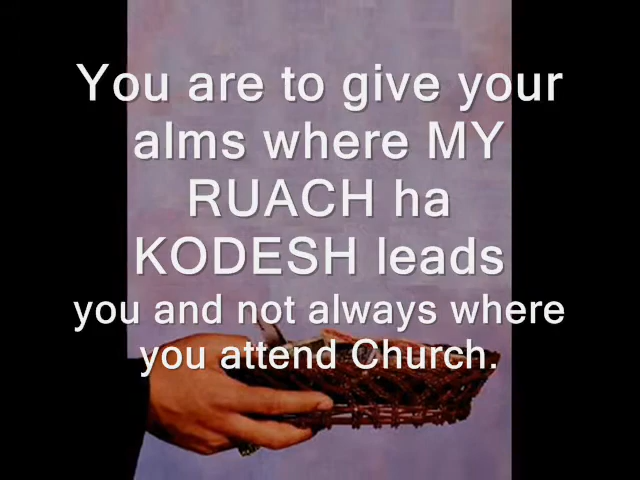 You are to give your
alms where MY
RUACH ha
KODESH leads
you and not always where
you attend Church.